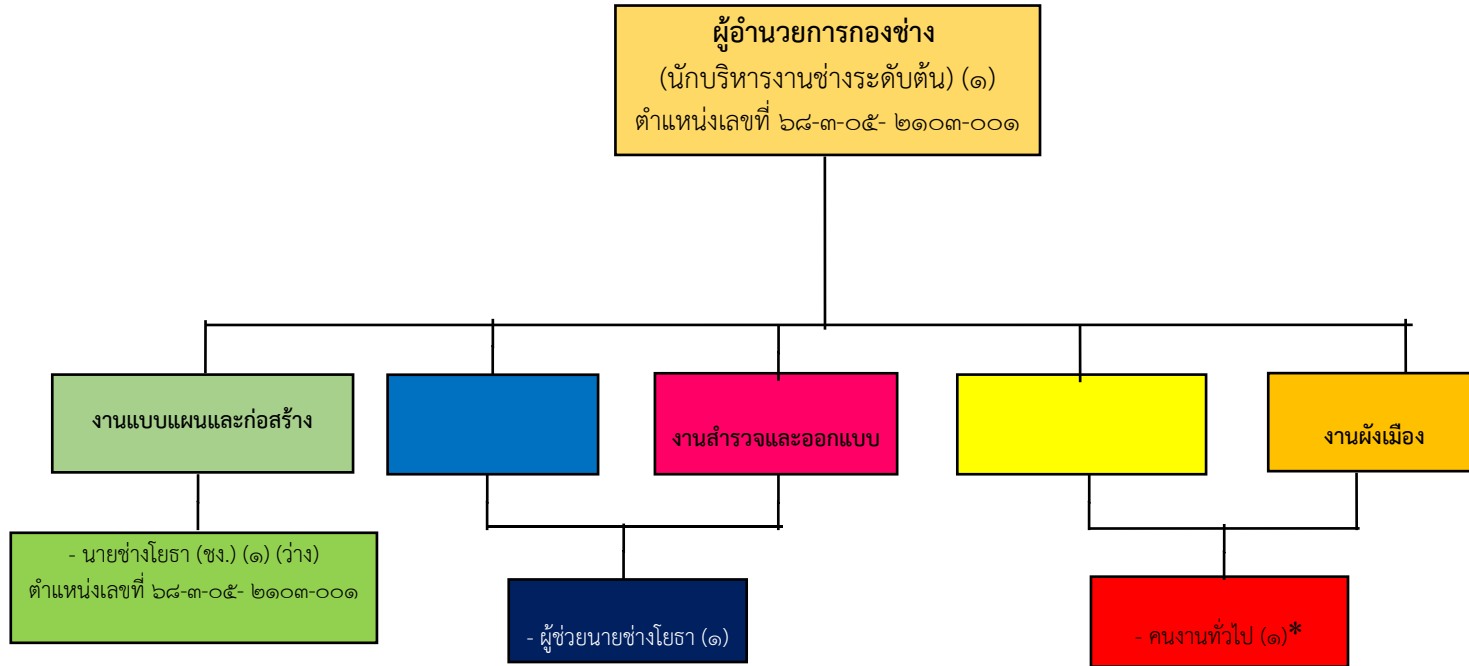 ผู้อำนวยการกองช่าง
(นักบริหารงานช่างระดับต้น) (๑)
ตำแหน่งเลขที่ ๖๘-๓-๐๕- ๒๑๐๓-๐๐๑
งานแบบแผนและก่อสร้าง
งานสำรวจและออกแบบ
งานผังเมือง
- นายช่างโยธา (ชง.) (๑) (ว่าง)
ตำแหน่งเลขที่ ๖๘-๓-๐๕- ๒๑๐๓-๐๐๑
- ผู้ช่วยนายช่างโยธา (๑)
- คนงานทั่วไป (๑)*